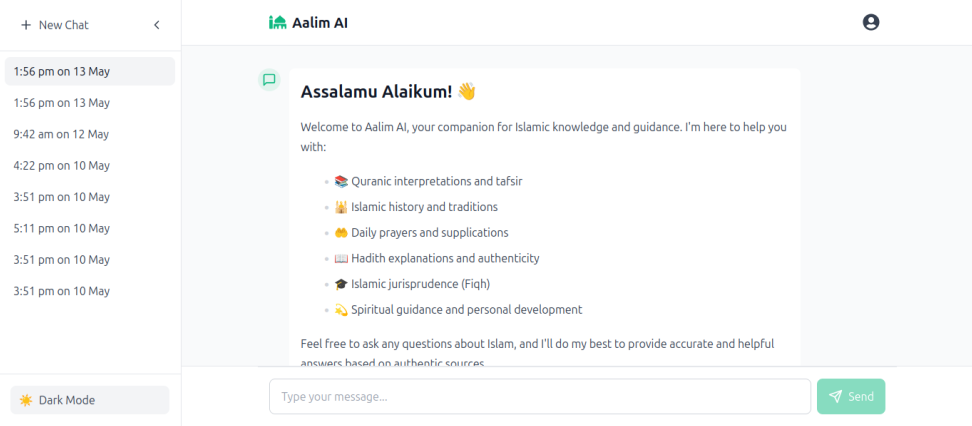 New Chat
1:56 pm on 13 May
1:56 pm on 13 May
9:42 am on 12 May
4:22 pm on 10 May
3:51 pm on 10 May
5:11 pm on 10 May
3:51 pm on 10 May
3:51 pm on 10 May
Dark Mode
Aalim AI
Assalamu Alaikum! 👋
Welcome to Aalim AI, your companion for Islamic knowledge and guidance. I'm here to help you
with:
📚 Quranic interpretations and tafsir
🕌 Islamic history and traditions
🤲 Daily prayers and supplications
📖 Hadith explanations and authenticity
🎓 Islamic jurisprudence (Fiqh)
💫 Spiritual guidance and personal development
Feel free to ask any questions about Islam, and I'll do my best to provide accurate and helpful
answers based on authentic sources.
Type your message...
Send